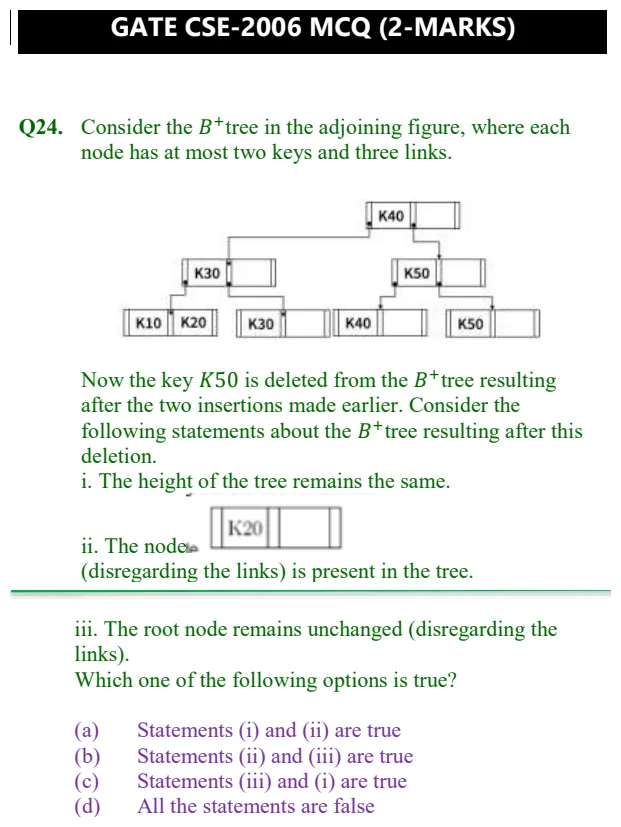 GATE CSE-2006 MCQ (2-MARKS)
Q24. Consider the B⁺tree in the adjoining figure, where each
node has at most two keys and three links.
K40
K30 K50
K10 K20 K30 K40 K50
Now the key K50 is deleted from the B⁺tree resulting
after the two insertions made earlier. Consider the
following statements about the B⁺tree resulting after this
deletion.
i. The height of the tree remains the same.
K20
ii. The node
(disregarding the links) is present in the tree.
iii. The root node remains unchanged (disregarding the
links).
Which one of the following options is true?
(a) Statements (i) and (ii) are true
(b) Statements (ii) and (iii) are true
(c) Statements (iii) and (i) are true
(d) All the statements are false